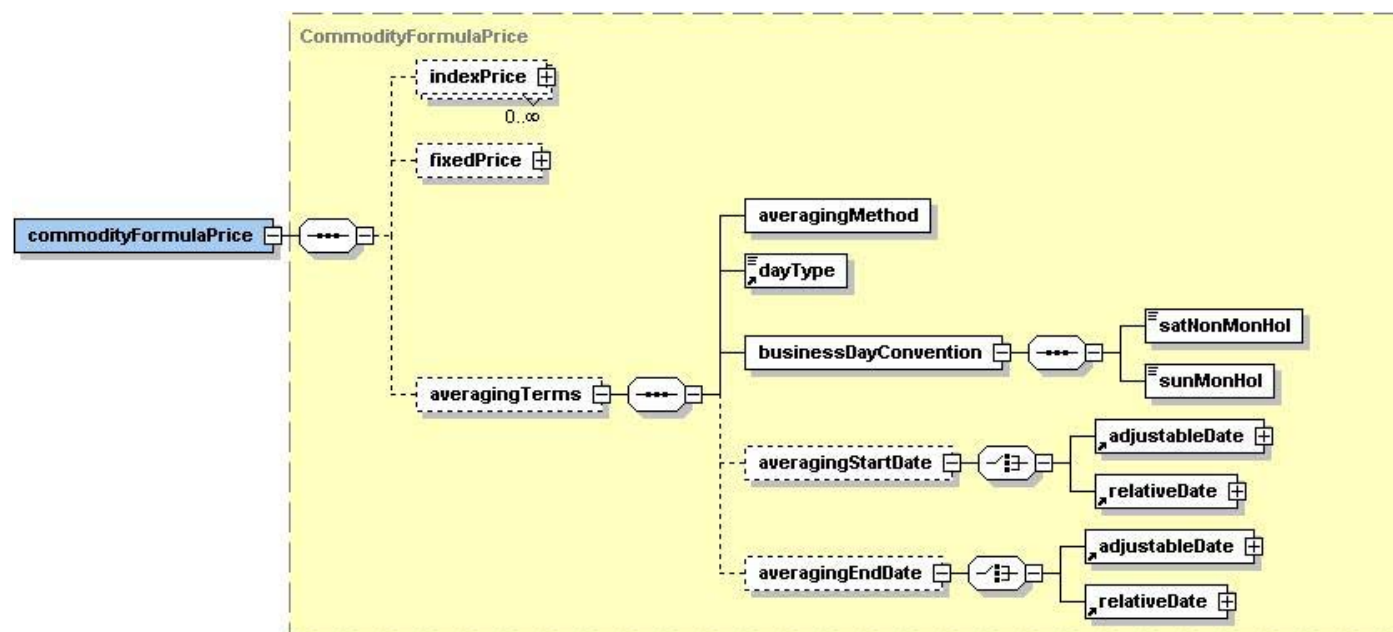 CommodityFormulaPrice
indexPrice
0..∞
fixedPrice
commodityFormulaPrice
averagingMethod
dayType
businessDayConvention
satNonMonHol
sunMonHol
averagingTerms
averagingStartDate
adjustableDate
relativeDate
averagingEndDate
adjustableDate
relativeDate